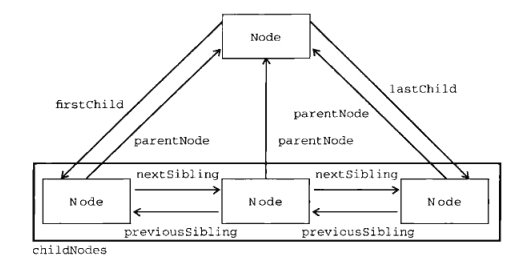 Node
firstChild
lastChild
parentNode
parentNode
parentNode
nextSibling
nextSibling
Node
Node
Node
previousSibling
previousSibling
childNodes